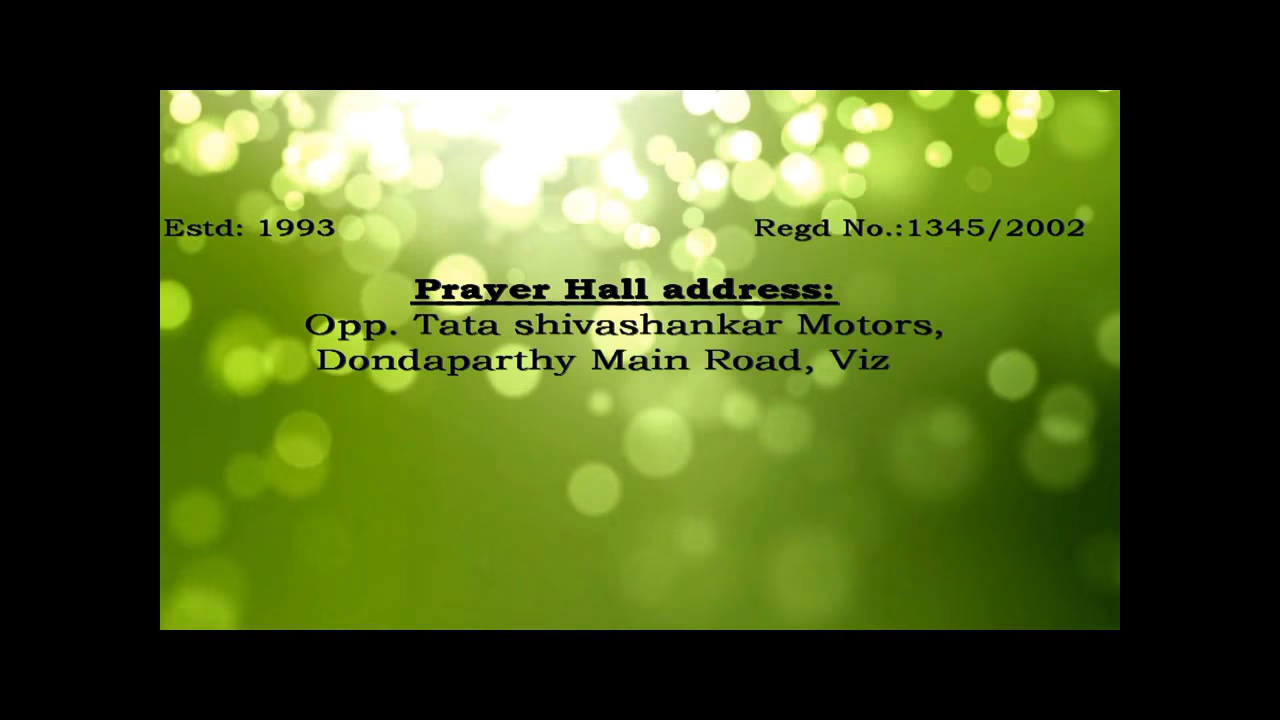 Estd: 1993 Regd No.:1345/2002
Prayer Hall address:
Opp. Tata shivashankar Motors,
Dondaparthy Main Road, Viz